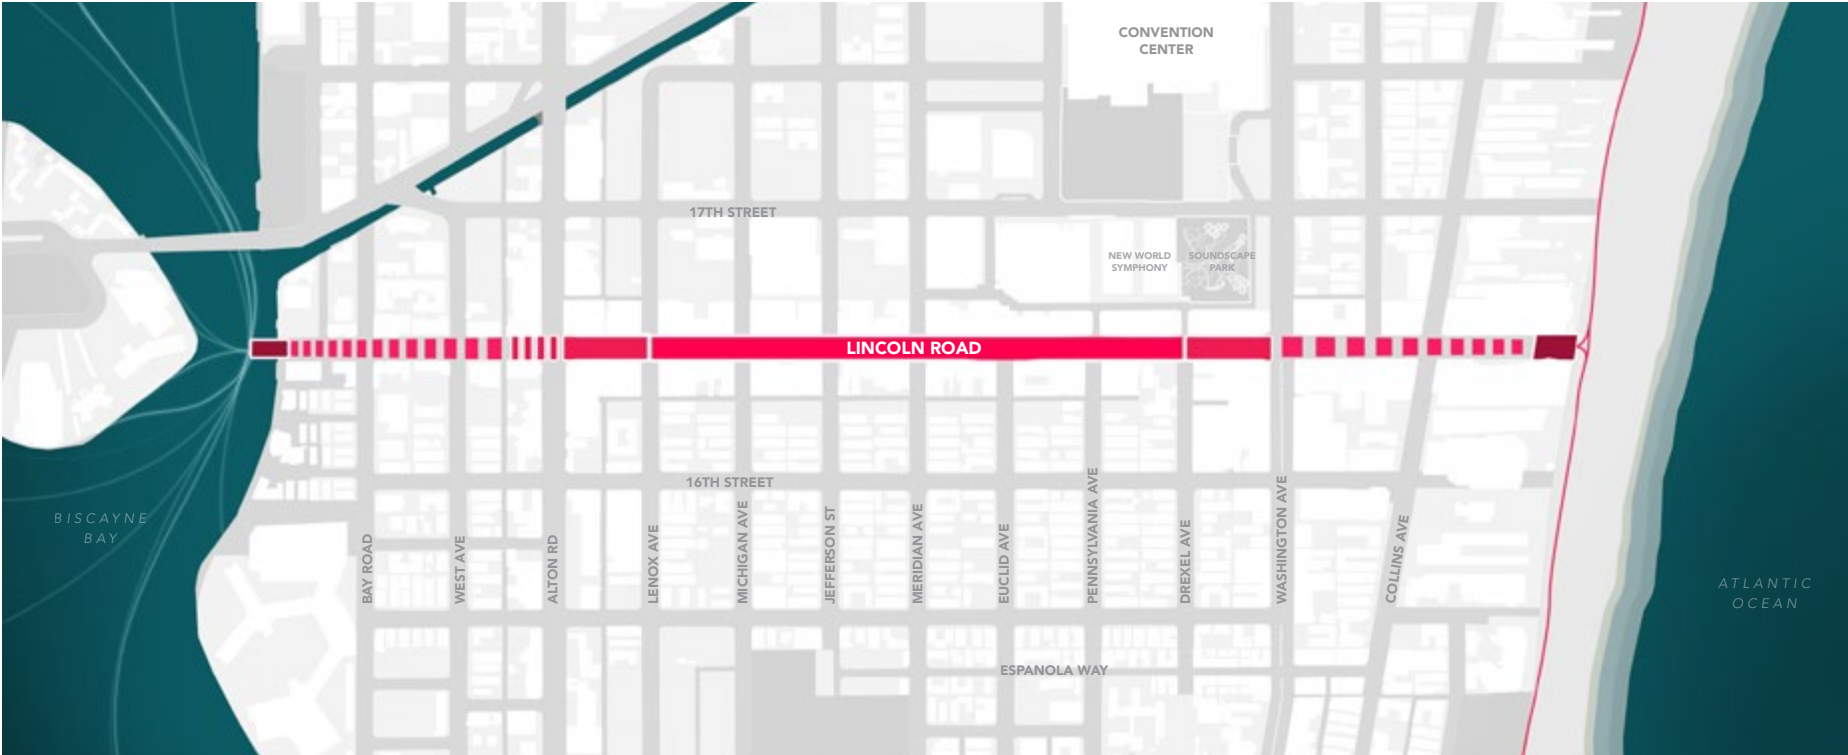 CONVENTION
CENTER
17TH STREET
NEW WORLD
SYMPHONY
SOUNDSCAPE
PARK
LINCOLN ROAD
16TH STREET
BISCAYNE
BAY
BAY ROAD
WEST AVE
ALTON RD
LENOX AVE
MICHIGAN AVE
JEFFERSON ST
MERIDIAN AVE
EUCLID AVE
PENNSYLVANIA AVE
DREXEL AVE
WASHINGTON AVE
COLLINS AVE
ATLANTIC
OCEAN
ESPANOLA WAY